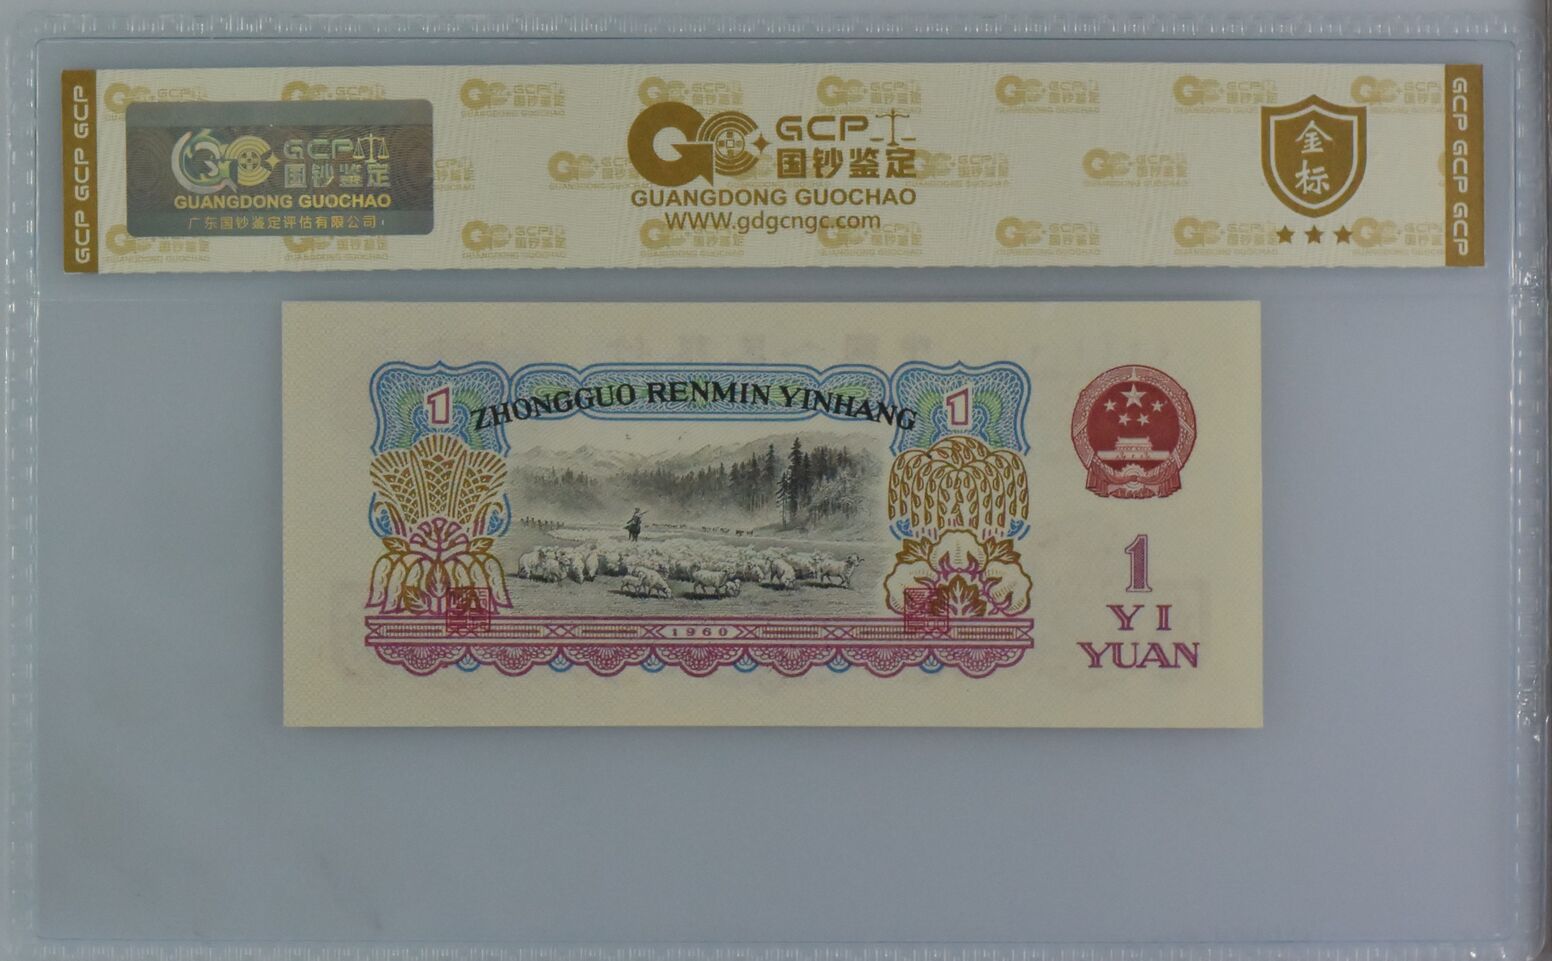 GCP GCP
GCP
国钞鉴定
GUANGDONG GUOCHAO
广东国钞鉴定评估有限公司
GCP
国钞鉴定
GUANGDONG GUOCHAO
WWW.gdgcngc.com
金标
GCP GCP GCP
1
ZHONGGUO RENMIN YINHANG
1
1960
1
YI
YUAN